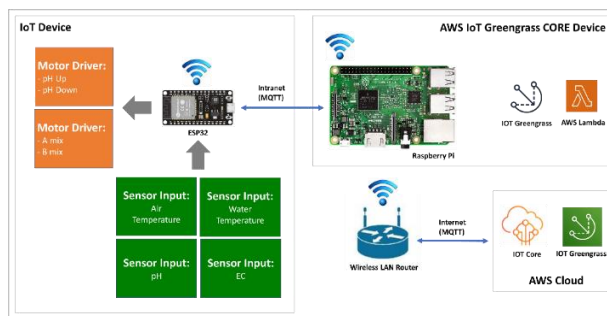 IoT Device
Motor Driver:
- pH Up
- pH Down
Motor Driver:
- A mix
- B mix
ESP32
Sensor Input:
Air
Temperature
Sensor Input:
Water
Temperature
Sensor Input:
pH
Sensor Input:
EC
Intranet
(MQTT)
AWS IoT Greengrass CORE Device
Raspberry Pi
IOT Greengrass
AWS Lambda
Wireless LAN Router
Internet
(MQTT)
IOT Core
IOT Greengrass
AWS Cloud